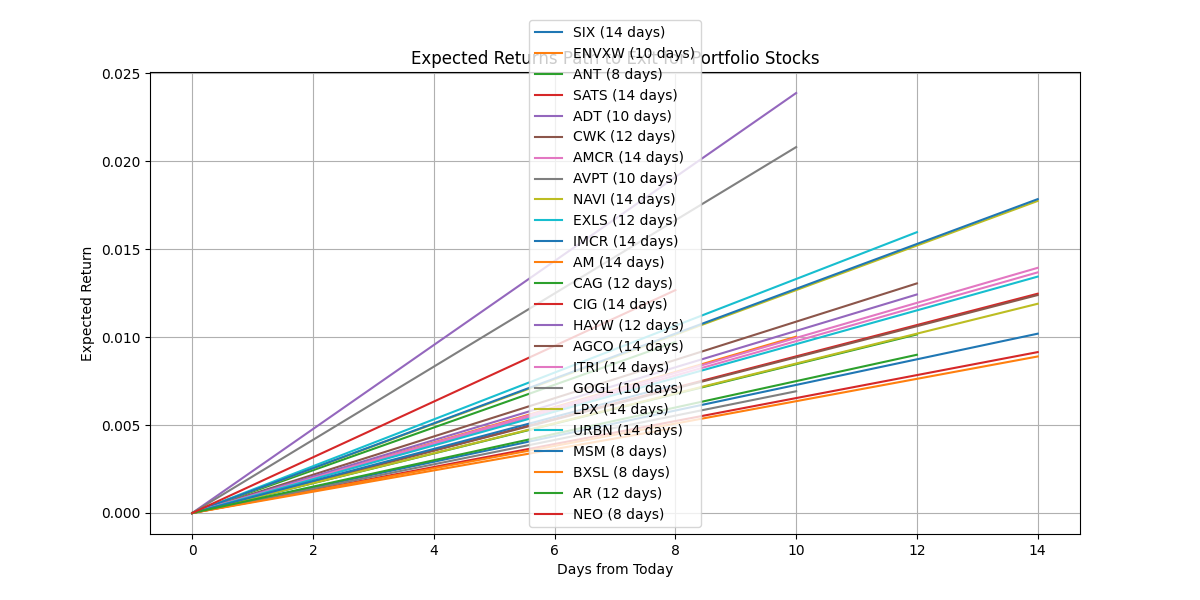 Expected Returns Path to Exit for Portfolio Stocks
SIX (14 days)
ENVXW (10 days)
ANT (8 days)
SATS (14 days)
ADT (10 days)
CWK (12 days)
AMCR (14 days)
AVPT (10 days)
NAVI (14 days)
EXLS (12 days)
IMCR (14 days)
AM (14 days)
CAG (12 days)
CIG (14 days)
HAYW (12 days)
AGCO (14 days)
ITRI (14 days)
GOGL (10 days)
LPX (14 days)
URBN (14 days)
MSM (8 days)
BXSL (8 days)
AR (12 days)
NEO (8 days)
Expected Return
0.025
0.020
0.015
0.010
0.005
0.000
0 2 4 6 8 10 12 14
Days from Today